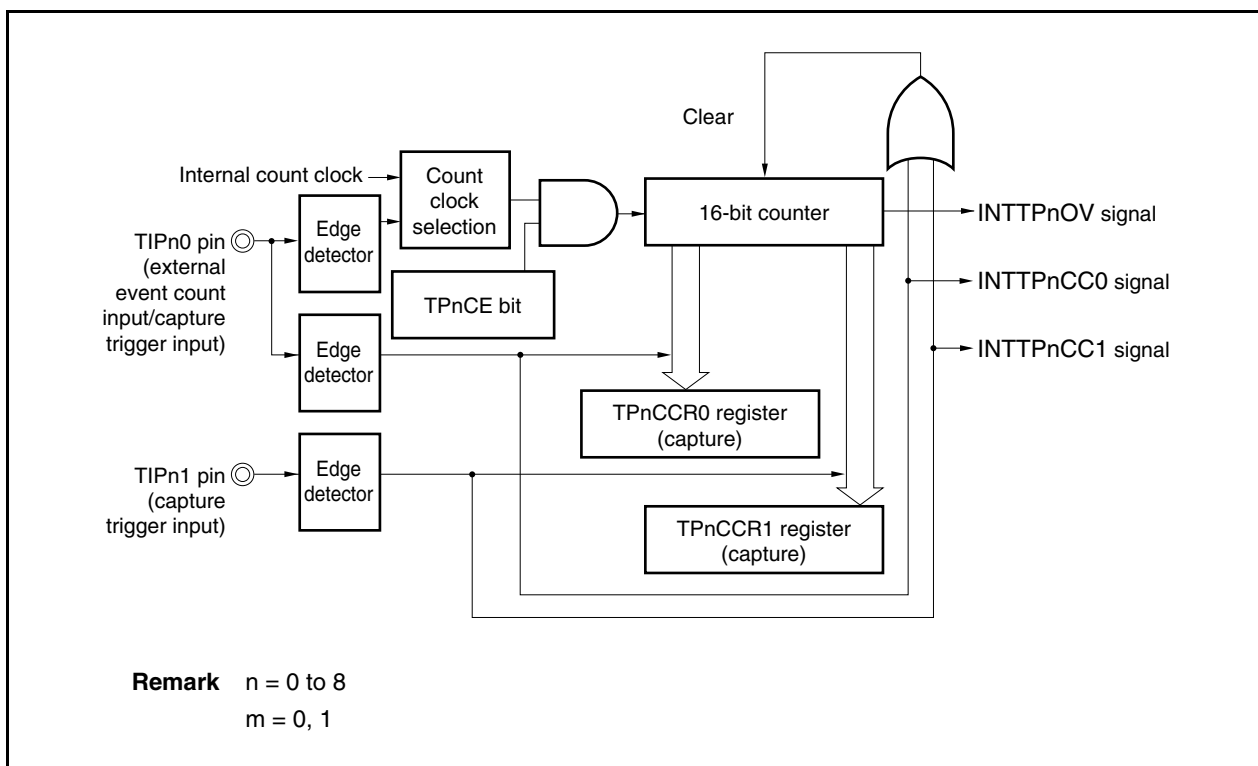 Clear
Internal count clock
Count
clock
selection
16-bit counter
INTTPnOV signal
Edge
detector
TIPn0 pin
(external
event count
input/capture
trigger input)
TPnCE bit
INTTPnCC0 signal
Edge
detector
INTTPnCC1 signal
TPnCCR0 register
(capture)
TIPn1 pin
(capture
trigger input)
Edge
detector
TPnCCR1 register
(capture)
Remark n = 0 to 8
m = 0, 1